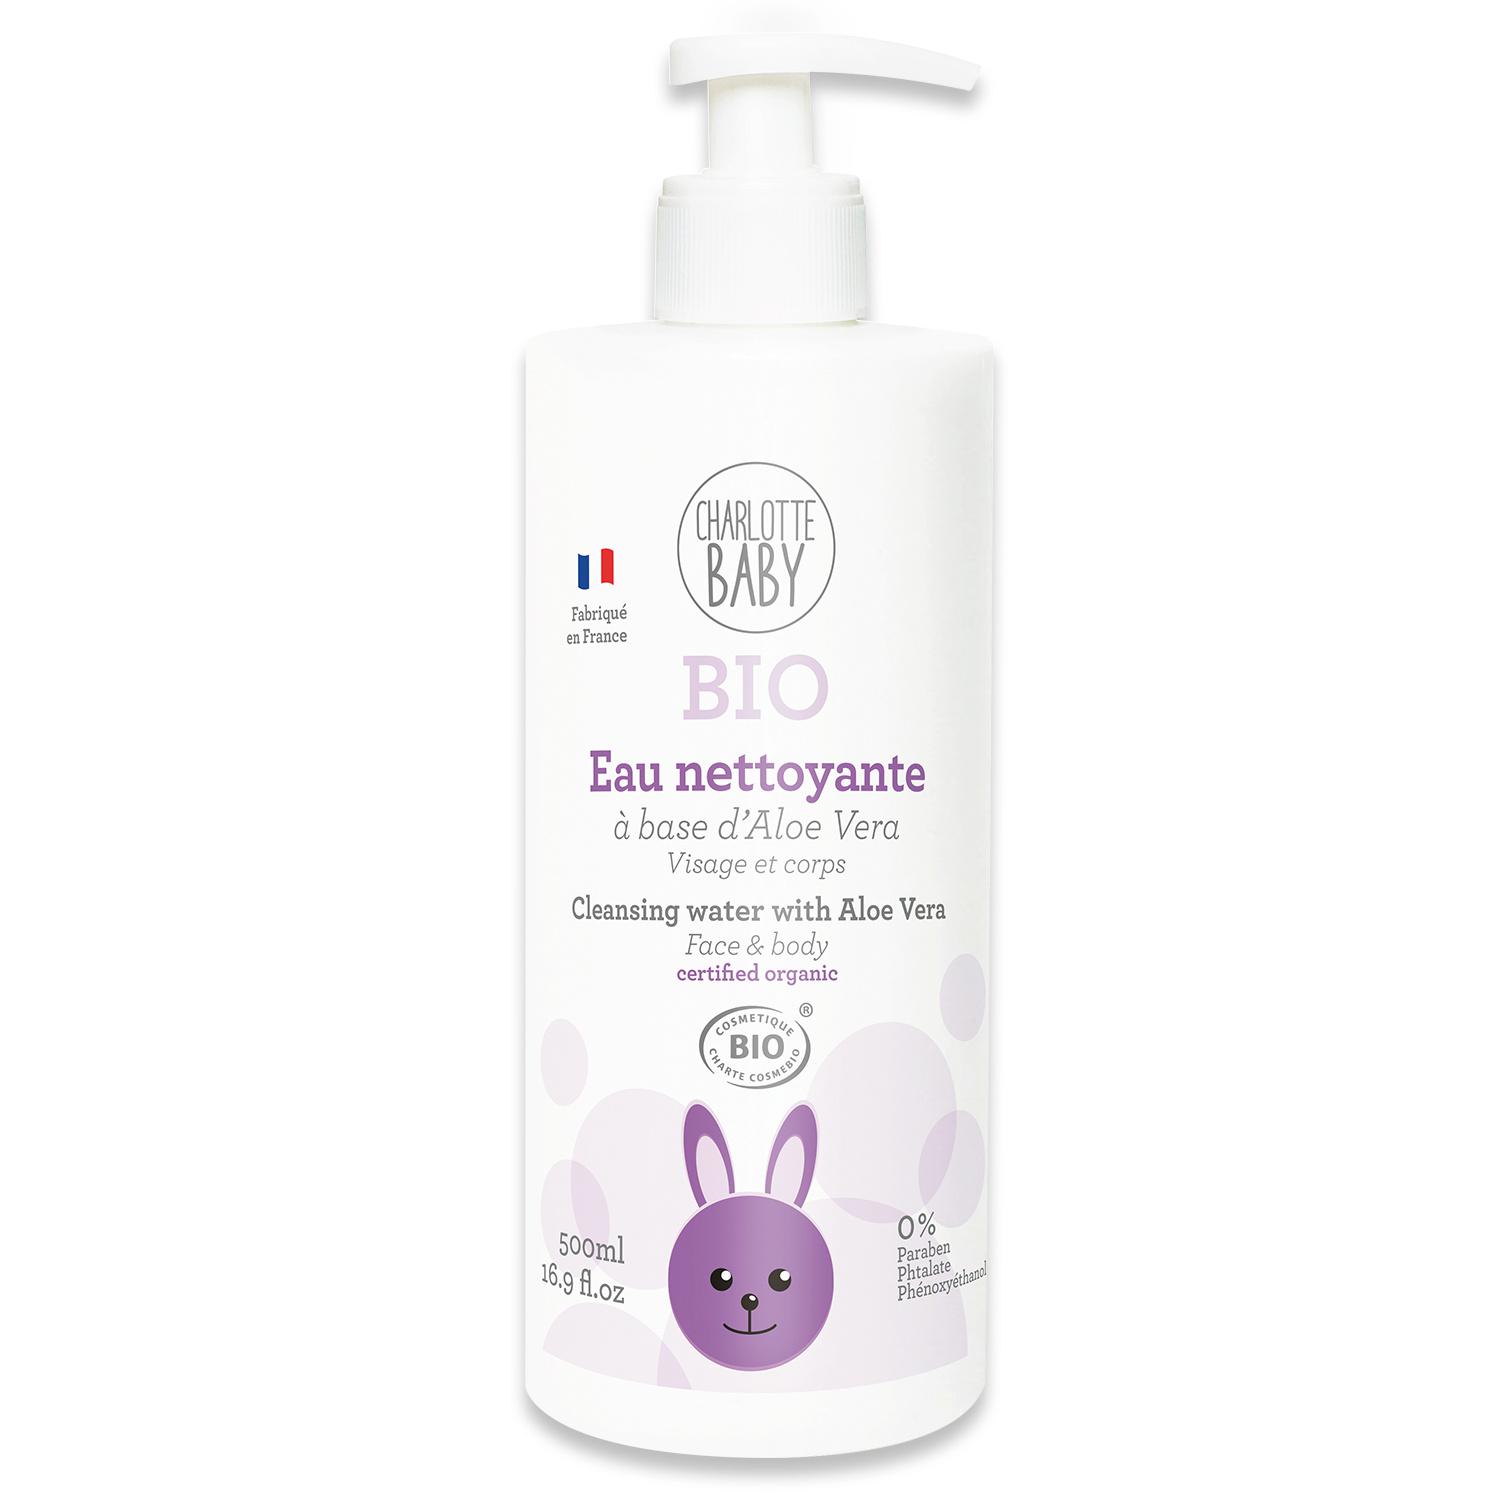 CHARLOTTE
BABY
Fabriqué
en France
BIO
Eau nettoyante
à base d'Aloe Vera
Visage et corps
Cleansing water with Aloe Vera
Face & body
certified organic
COSMETIQUE ®
BIO
CHARTE COSMEBIO
500ml
16.9 fl.oz
0%
Paraben
Phtalate
Phénoxyéthanol